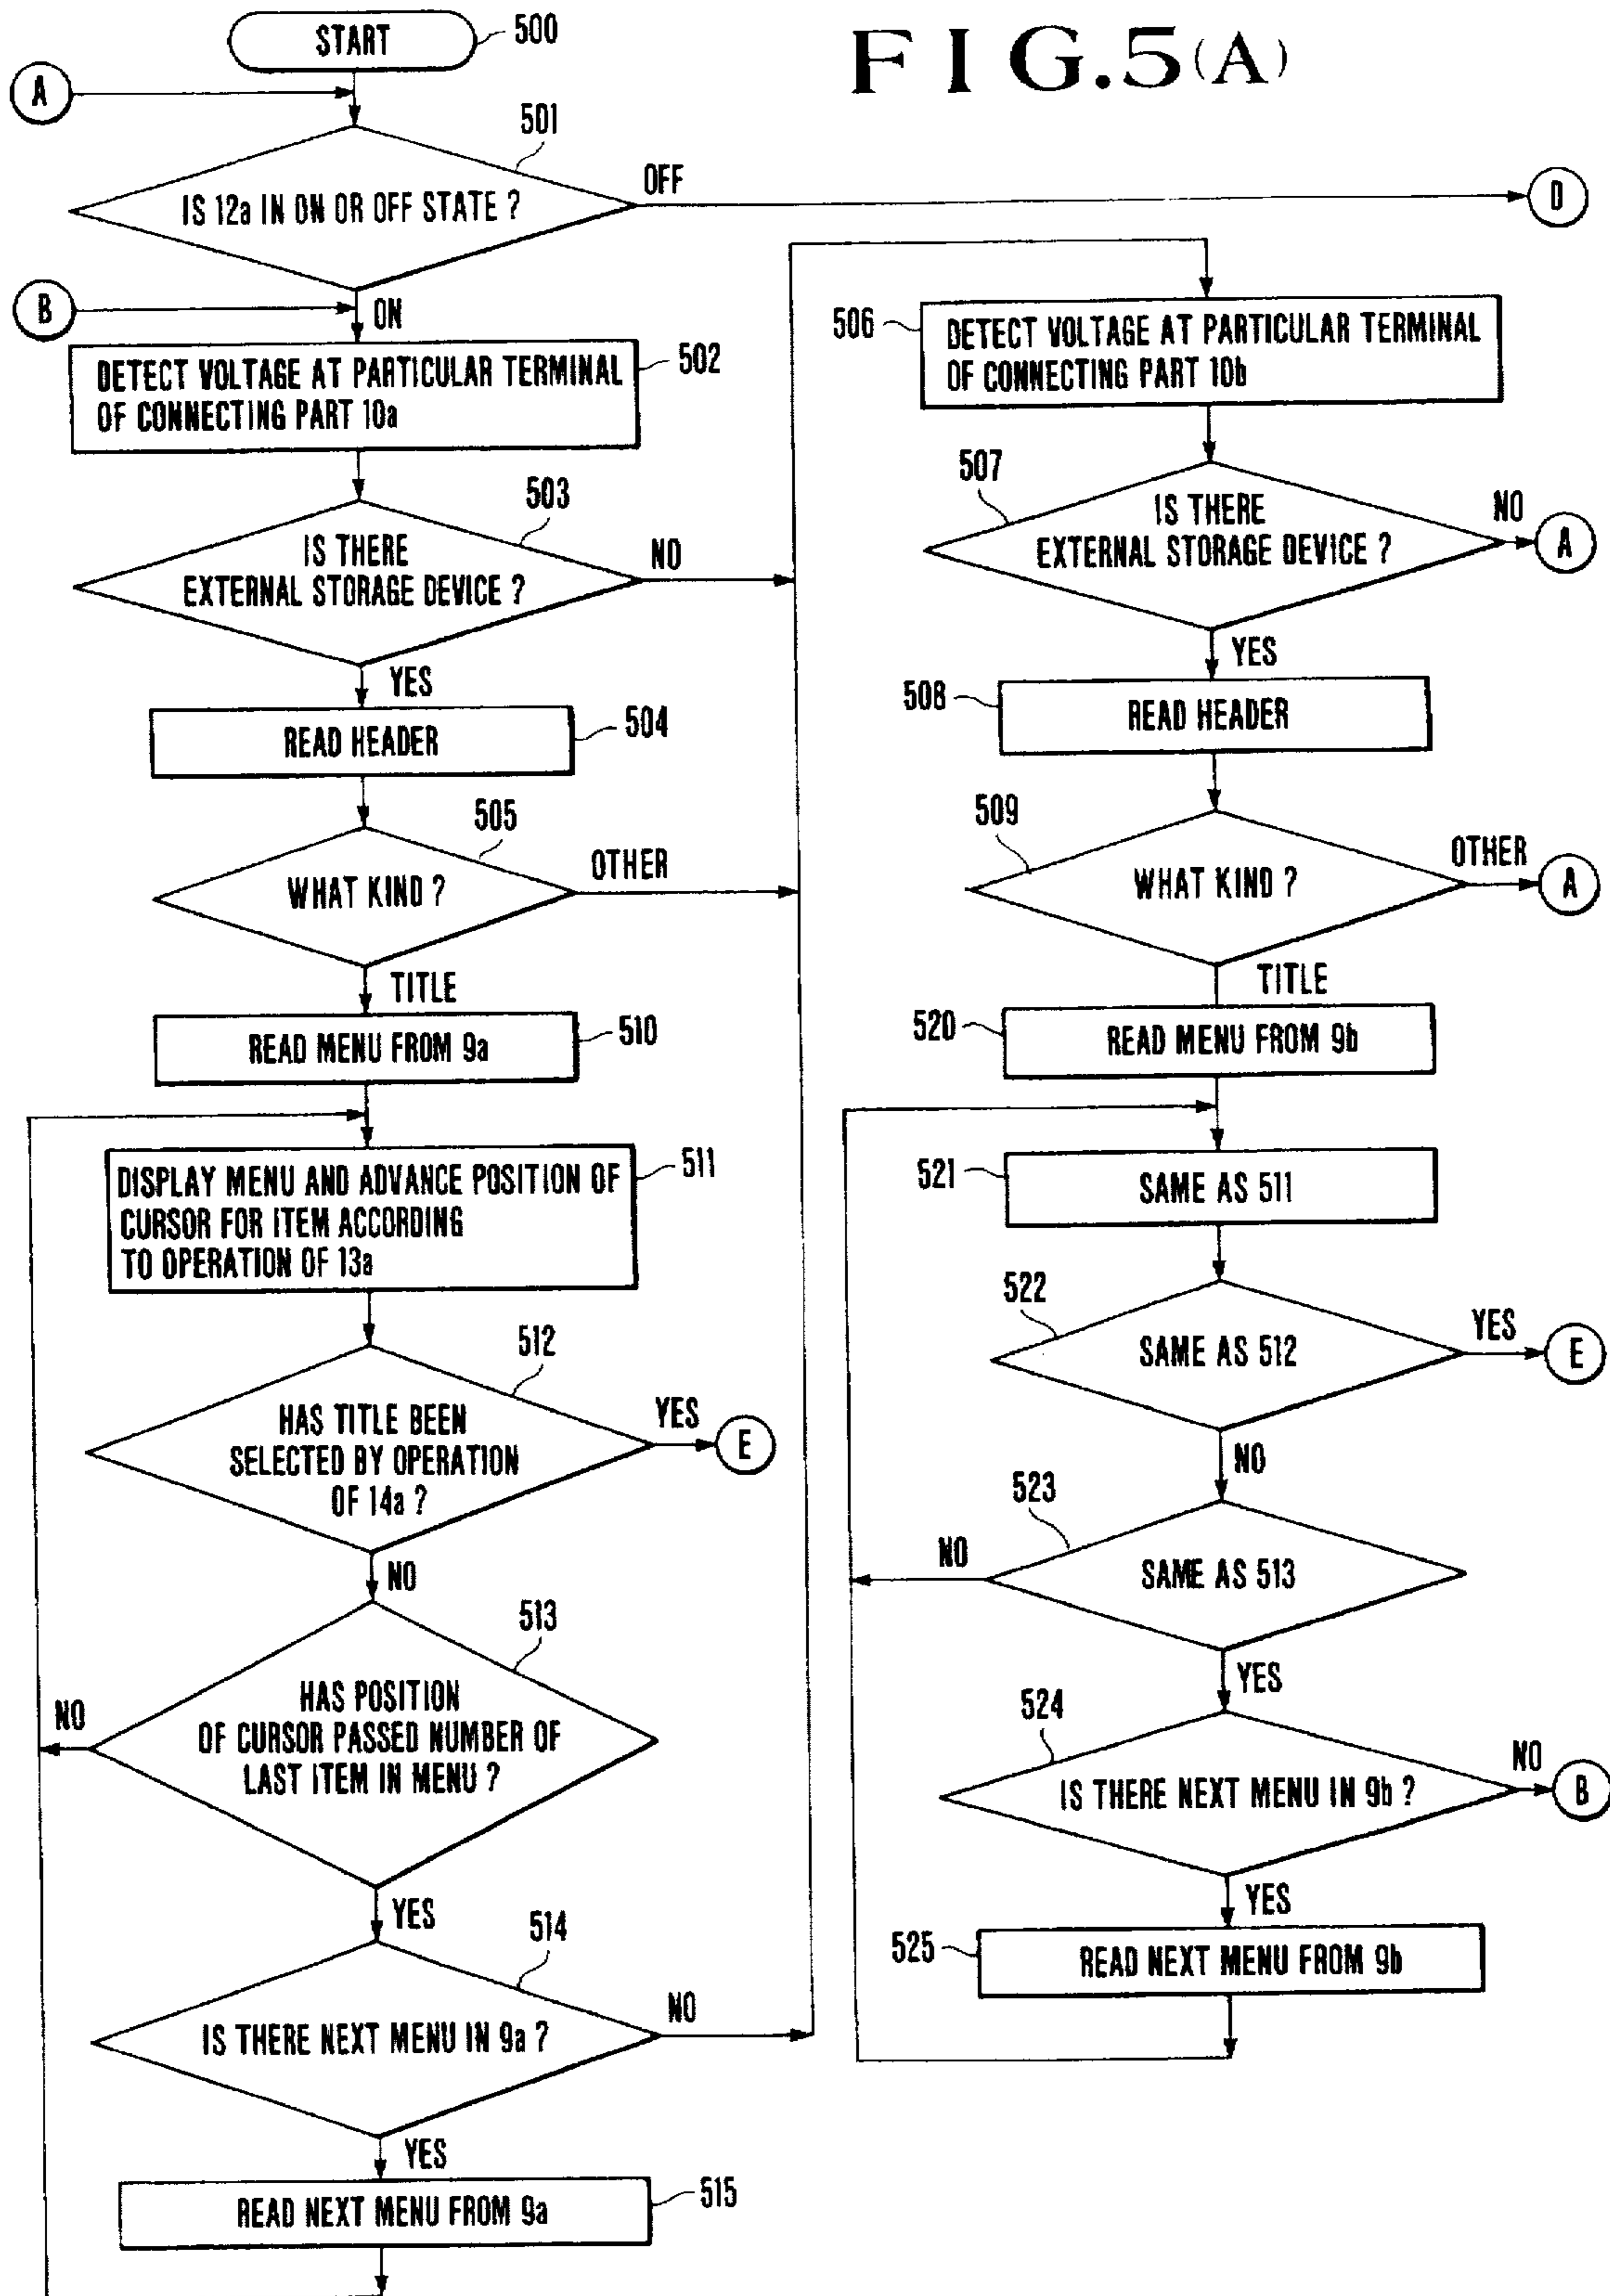 FIG.5(A)
START
500
A
501
IS 12a IN ON OR OFF STATE ?
OFF
D
B
ON
DETECT VOLTAGE AT PARTICULAR TERMINAL
OF CONNECTING PART 10a
502
503
IS THERE
EXTERNAL STORAGE DEVICE ?
NO
YES
READ HEADER
504
505
WHAT KIND ?
OTHER
TITLE
READ MENU FROM 9a
510
DISPLAY MENU AND ADVANCE POSITION OF
CURSOR FOR ITEM ACCORDING
TO OPERATION OF 13a
511
512
HAS TITLE BEEN
SELECTED BY OPERATION
OF 14a ?
YES
E
NO
513
HAS POSITION
OF CURSOR PASSED NUMBER OF
LAST ITEM IN MENU ?
NO
YES
514
IS THERE NEXT MENU IN 9a ?
NO
YES
READ NEXT MENU FROM 9a
515
506
DETECT VOLTAGE AT PARTICULAR TERMINAL
OF CONNECTING PART 10b
507
IS THERE
EXTERNAL STORAGE DEVICE ?
NO
A
YES
508
READ HEADER
509
WHAT KIND ?
OTHER
A
TITLE
520
READ MENU FROM 9b
521
SAME AS 511
522
SAME AS 512
YES
E
NO
523
SAME AS 513
NO
YES
524
IS THERE NEXT MENU IN 9b ?
NO
B
YES
525
READ NEXT MENU FROM 9b